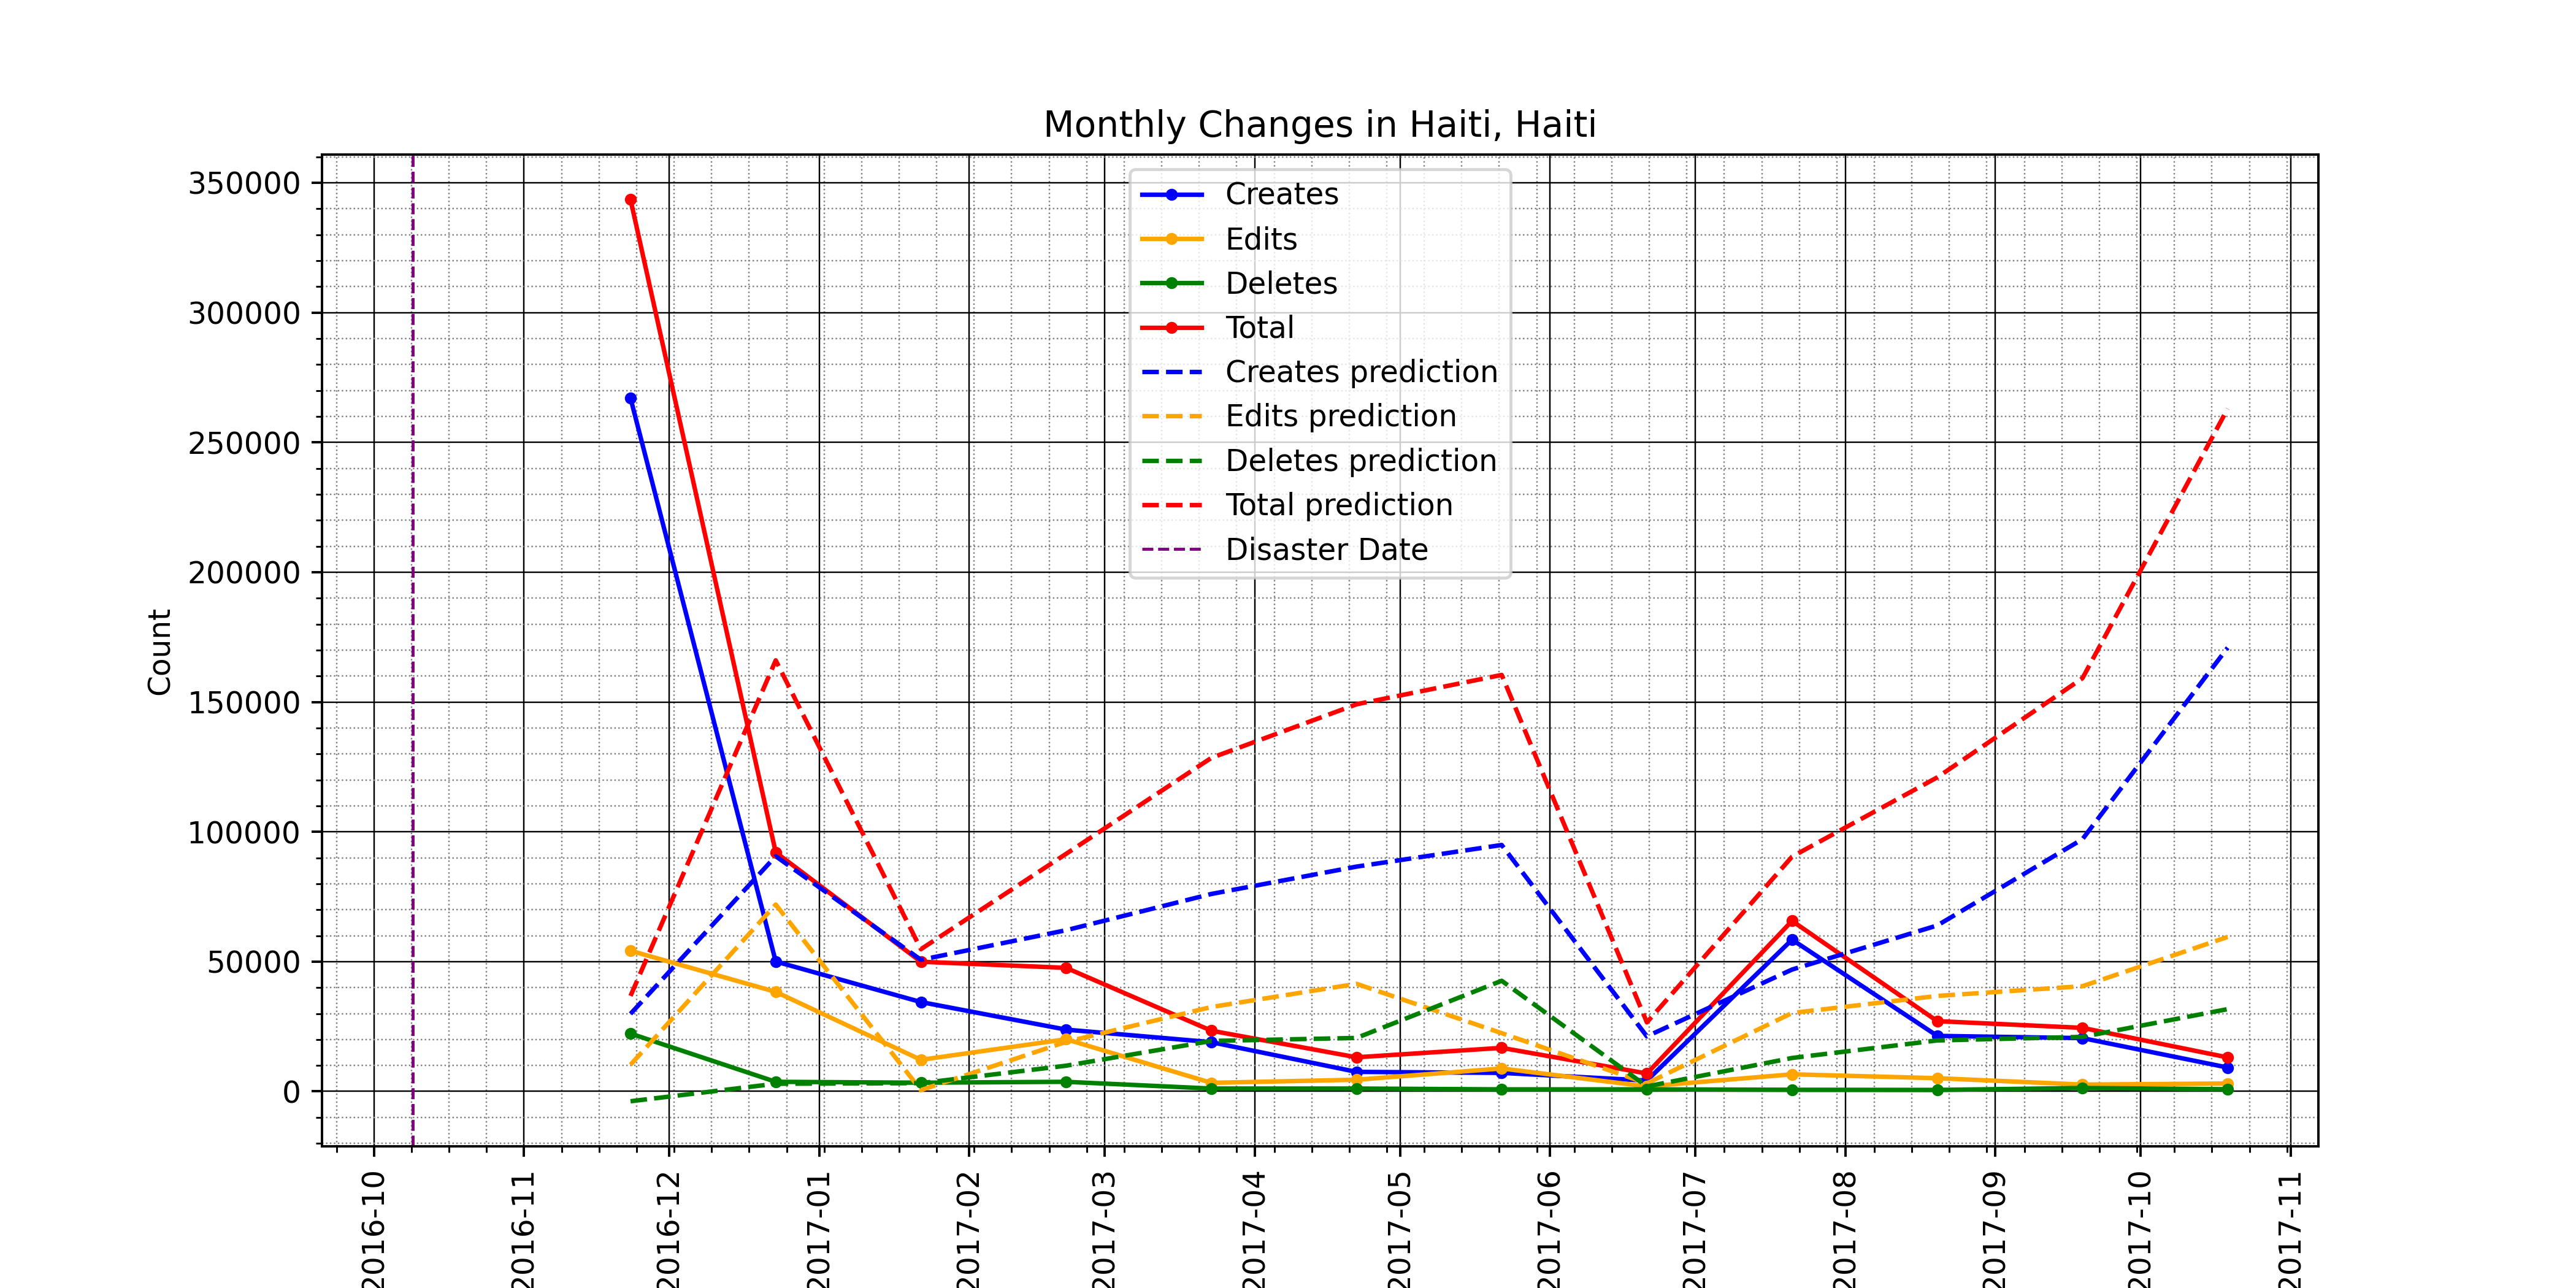 Monthly Changes in Haiti, Haiti
350000
300000
250000
200000
150000
100000
50000
0
Count
Creates
Edits
Deletes
Total
Creates prediction
Edits prediction
Deletes prediction
Total prediction
Disaster Date
2016-10
2016-11
2016-12
2017-01
2017-02
2017-03
2017-04
2017-05
2017-06
2017-07
2017-08
2017-09
2017-10
2017-11